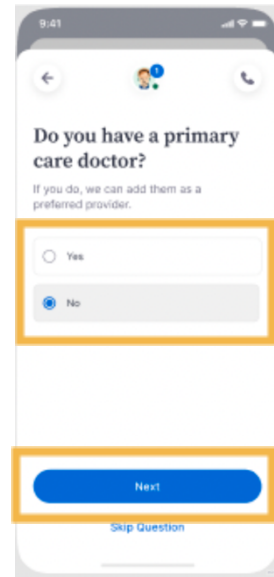 9:41
1
Do you have a primary
care doctor?
If you do, we can add them as a
preferred provider.
Yes
No
Next
Skip Question